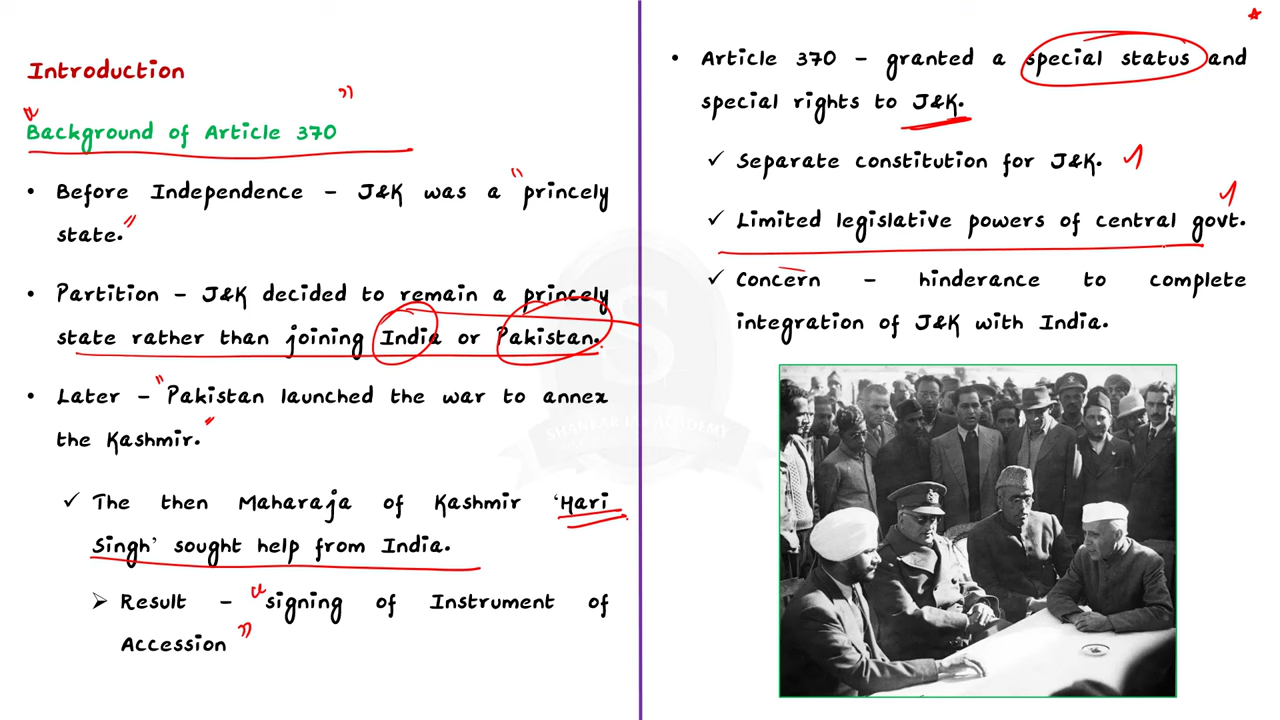 Introduction
Background of Article 370
• Before Independence – J&K was a princely
state.
• Partition – J&K decided to remain a princely
state rather than joining India or Pakistan.
• Later – Pakistan launched the war to annex
the Kashmir.
✓ The then Maharaja of Kashmir ‘Hari
Singh’ sought help from India.
➢ Result – signing of Instrument of
Accession
• Article 370 – granted a special status and
special rights to J&K.
✓ Separate constitution for J&K.
✓ Limited legislative powers of central govt.
✓ Concern – hinderance to complete
integration of J&K with India.
SHANKAR IAS ACADEMY